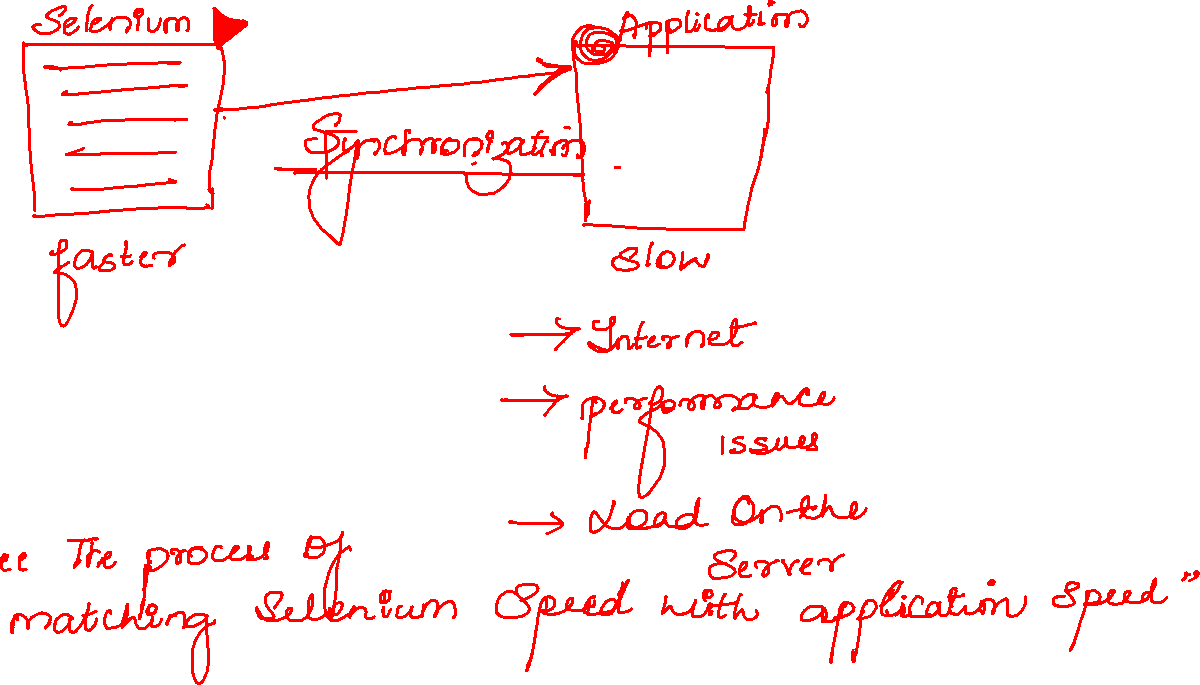 Selenium
Application
Synchronization
faster
slow
→ Internet
→ performance
issues
→ Load On the
Server
“ The process of
matching Selenium Speed with application speed”